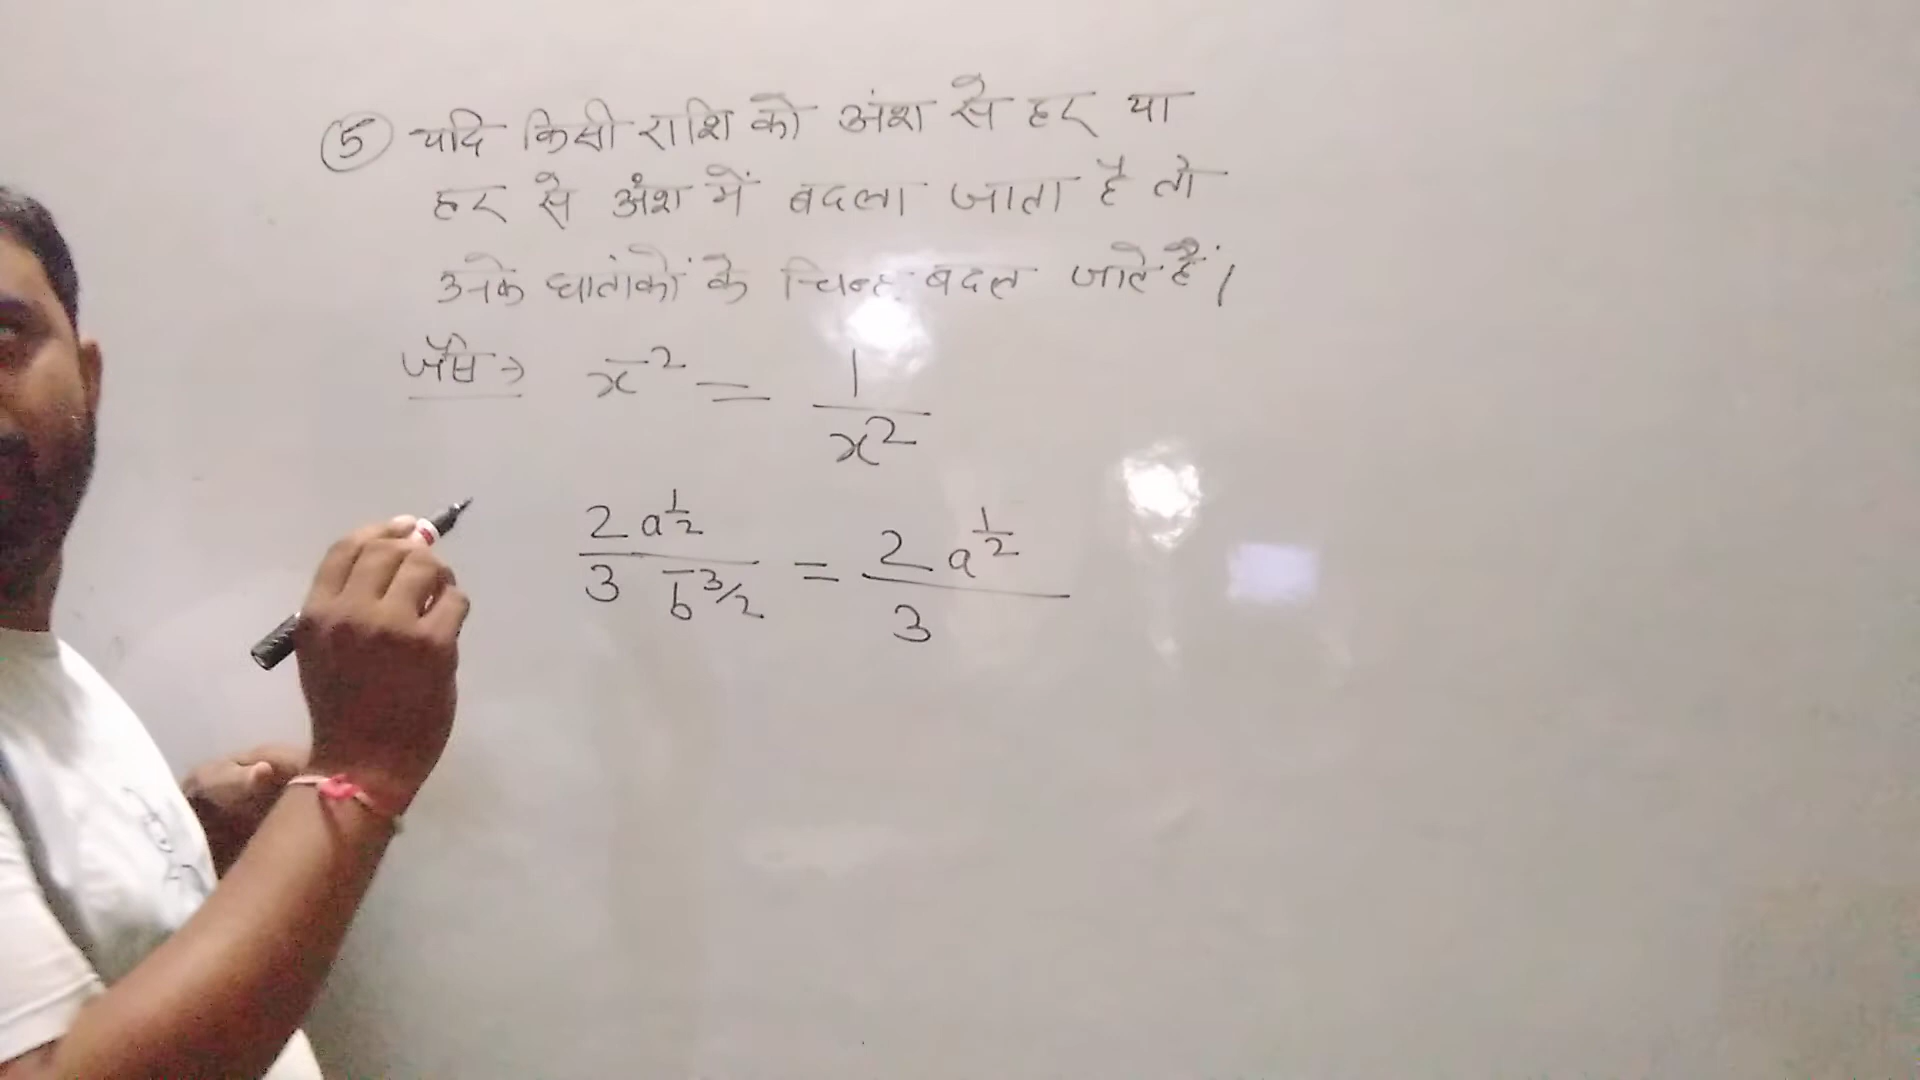 ⑤ यदि किसी राशि को अंश से हर या
हर से अंश में बदला जाता है तो
उनके घातांकों के चिन्ह बदल जाते हैं।
जैसे → x⁻² = 1/x²
2a^(1/2) / 3b^(-3/2) = 2a^(1/2) / 3